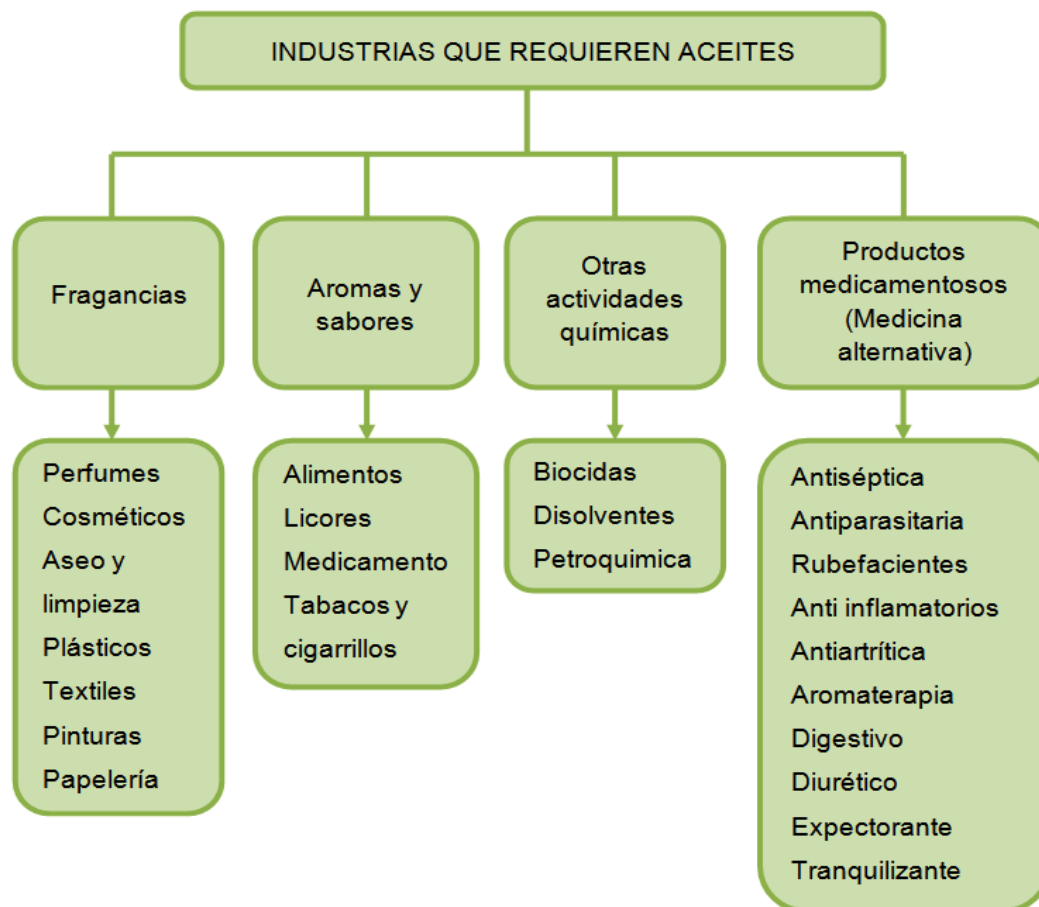 INDUSTRIAS QUE REQUIEREN ACEITES
Fragancias
Aromas y
sabores
Otras
actividades
químicas
Productos
medicamentosos
(Medicina
alternativa)
Perfumes
Cosméticos
Aseo y
limpieza
Plásticos
Textiles
Pinturas
Papelería
Alimentos
Licores
Medicamento
Tabacos y
cigarrillos
Biocidas
Disolventes
Petroquimica
Antiséptica
Antiparasitaria
Rubefacientes
Anti inflamatorios
Antiartrítica
Aromaterapia
Digestivo
Diurético
Expectorante
Tranquilizante